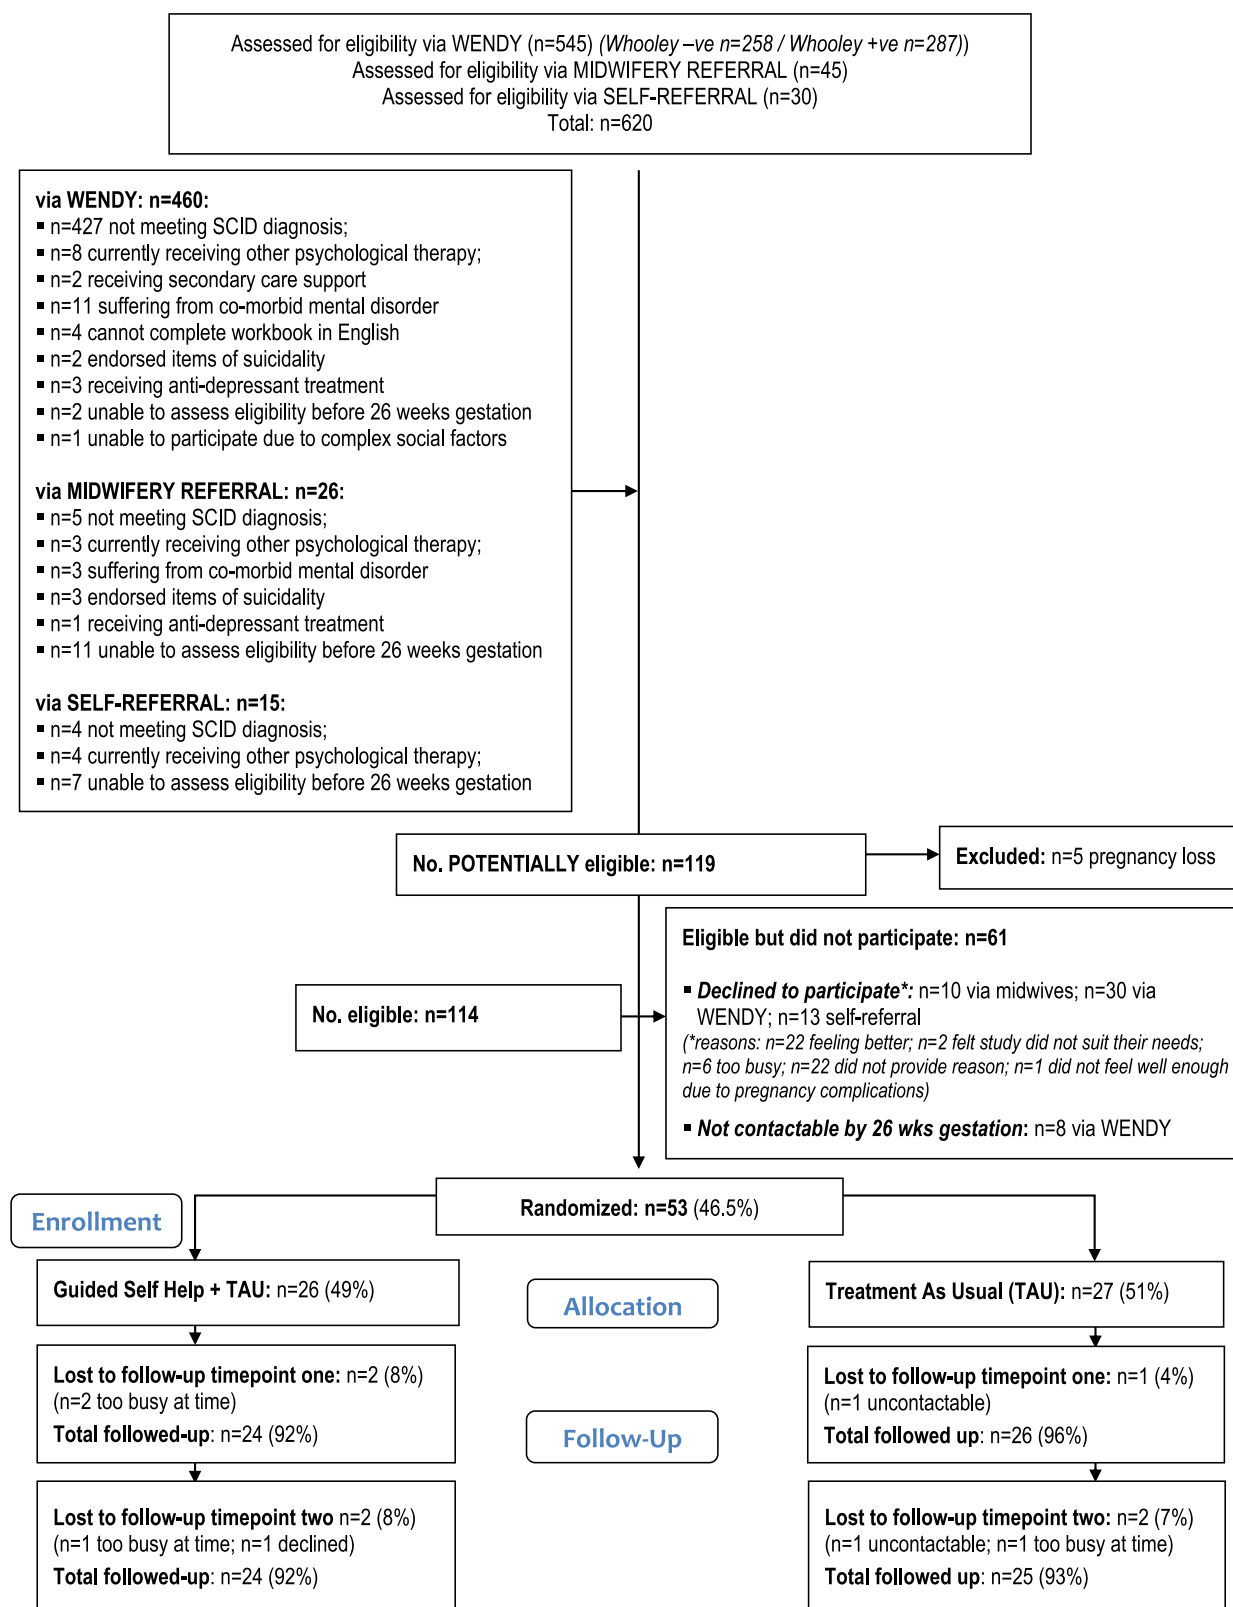 Assessed for eligibility via WENDY (n=545) (Whooley –ve n=258 / Whooley +ve n=287))
Assessed for eligibility via MIDWIFERY REFERRAL (n=45)
Assessed for eligibility via SELF-REFERRAL (n=30)
Total: n=620
via WENDY: n=460:
▪ n=427 not meeting SCID diagnosis;
▪ n=8 currently receiving other psychological therapy;
▪ n=2 receiving secondary care support
▪ n=11 suffering from co-morbid mental disorder
▪ n=4 cannot complete workbook in English
▪ n=2 endorsed items of suicidality
▪ n=3 receiving anti-depressant treatment
▪ n=2 unable to assess eligibility before 26 weeks gestation
▪ n=1 unable to participate due to complex social factors
via MIDWIFERY REFERRAL: n=26:
▪ n=5 not meeting SCID diagnosis;
▪ n=3 currently receiving other psychological therapy;
▪ n=3 suffering from co-morbid mental disorder
▪ n=3 endorsed items of suicidality
▪ n=1 receiving anti-depressant treatment
▪ n=11 unable to assess eligibility before 26 weeks gestation
via SELF-REFERRAL: n=15:
▪ n=4 not meeting SCID diagnosis;
▪ n=4 currently receiving other psychological therapy;
▪ n=7 unable to assess eligibility before 26 weeks gestation
No. POTENTIALLY eligible: n=119
Excluded: n=5 pregnancy loss
Eligible but did not participate: n=61
▪ Declined to participate*: n=10 via midwives; n=30 via
WENDY; n=13 self-referral
(*reasons: n=22 feeling better; n=2 felt study did not suit their needs;
n=6 too busy; n=22 did not provide reason; n=1 did not feel well enough
due to pregnancy complications)
▪ Not contactable by 26 wks gestation: n=8 via WENDY
No. eligible: n=114
Randomized: n=53 (46.5%)
Enrollment
Guided Self Help + TAU: n=26 (49%)
Allocation
Treatment As Usual (TAU): n=27 (51%)
Lost to follow-up timepoint one: n=2 (8%)
(n=2 too busy at time)
Total followed-up: n=24 (92%)
Follow-Up
Lost to follow-up timepoint one: n=1 (4%)
(n=1 uncontactable)
Total followed up: n=26 (96%)
Lost to follow-up timepoint two n=2 (8%)
(n=1 too busy at time; n=1 declined)
Total followed-up: n=24 (92%)
Lost to follow-up timepoint two: n=2 (7%)
(n=1 uncontactable; n=1 too busy at time)
Total followed up: n=25 (93%)